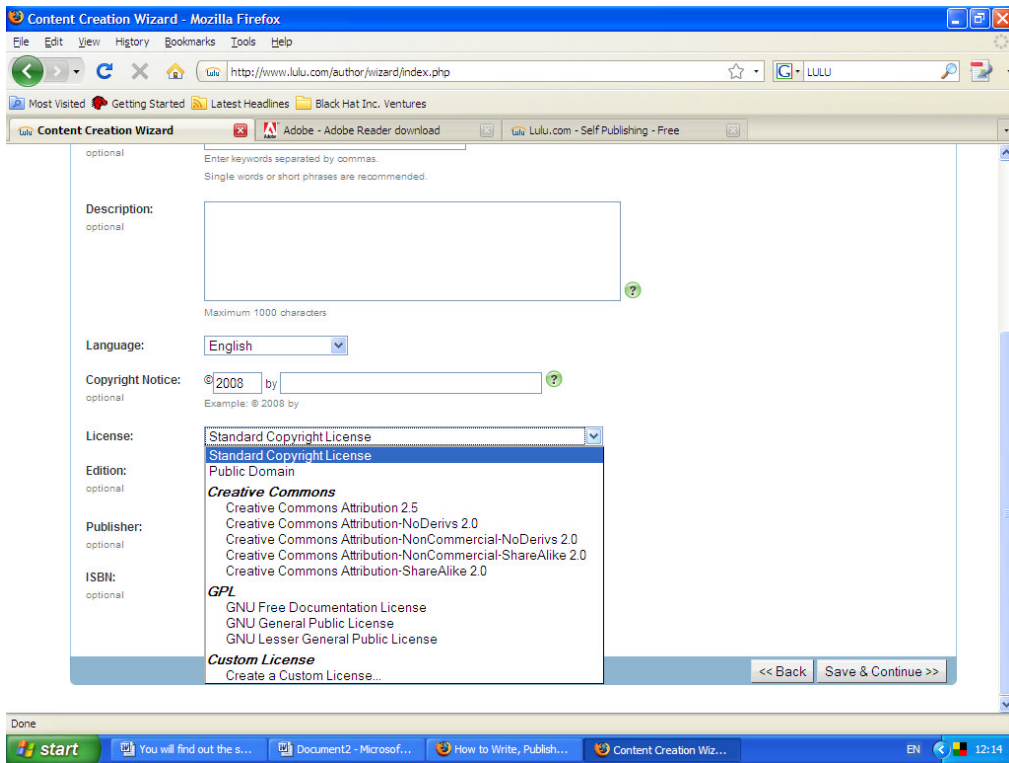 Content Creation Wizard - Mozilla Firefox
File Edit View History Bookmarks Tools Help
lulu http://www.lulu.com/author/wizard/index.php G LULU
Most Visited Getting Started Latest Headlines Black Hat Inc. Ventures
lulu Content Creation Wizard Adobe Adobe - Adobe Reader download lulu Lulu.com - Self Publishing - Free
optional
Enter keywords separated by commas.
Single words or short phrases are recommended.
Description:
optional
?
Maximum 1000 characters
Language: English
Copyright Notice: © 2008 by ?
optional
Example: © 2008 by
License: Standard Copyright License
Standard Copyright License
Edition: Public Domain
optional
Creative Commons
Creative Commons Attribution 2.5
Publisher: Creative Commons Attribution-NoDerivs 2.0
optional Creative Commons Attribution-NonCommercial-NoDerivs 2.0
Creative Commons Attribution-NonCommercial-ShareAlike 2.0
ISBN: Creative Commons Attribution-ShareAlike 2.0
optional GPL
GNU Free Documentation License
GNU General Public License
GNU Lesser General Public License
Custom License
Create a Custom License...
<< Back Save & Continue >>
Done
start You will find out the s... Document2 - Microsof... How to Write, Publish... Content Creation Wiz... EN 12:14